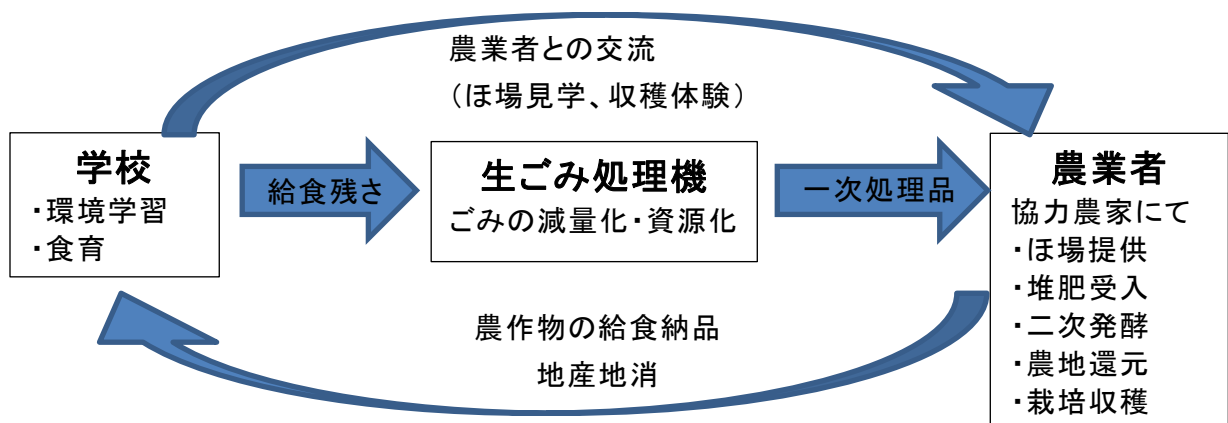 農業者との交流
(ほ場見学、収穫体験)
学校
・環境学習
・食育
給食残さ
生ごみ処理機
ごみの減量化・資源化
一次処理品
農業者
協力農家にて
・ほ場提供
・堆肥受入
・二次発酵
・農地還元
・栽培収穫
農作物の給食納品
地産地消